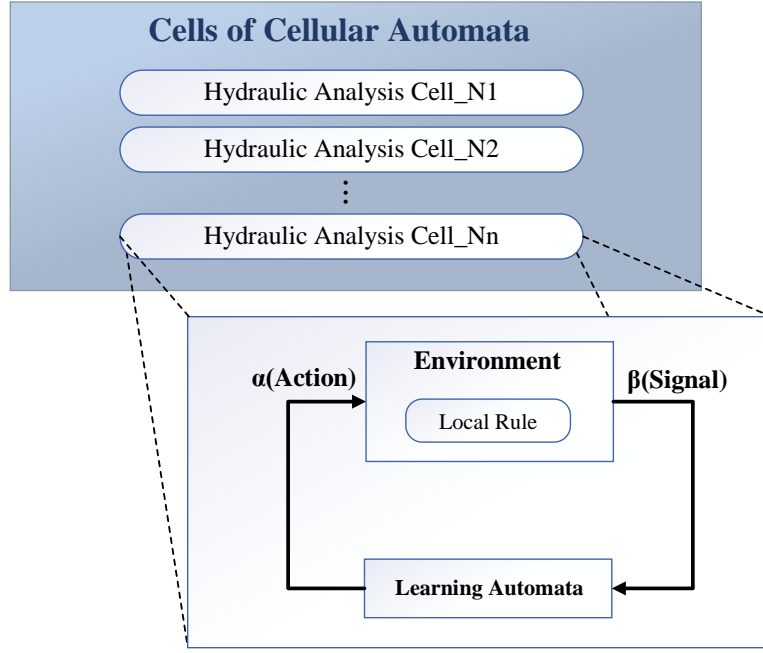 Cells of Cellular Automata
Hydraulic Analysis Cell_N1
Hydraulic Analysis Cell_N2
⋮
Hydraulic Analysis Cell_Nn
Environment
α(Action)
β(Signal)
Local Rule
Learning Automata